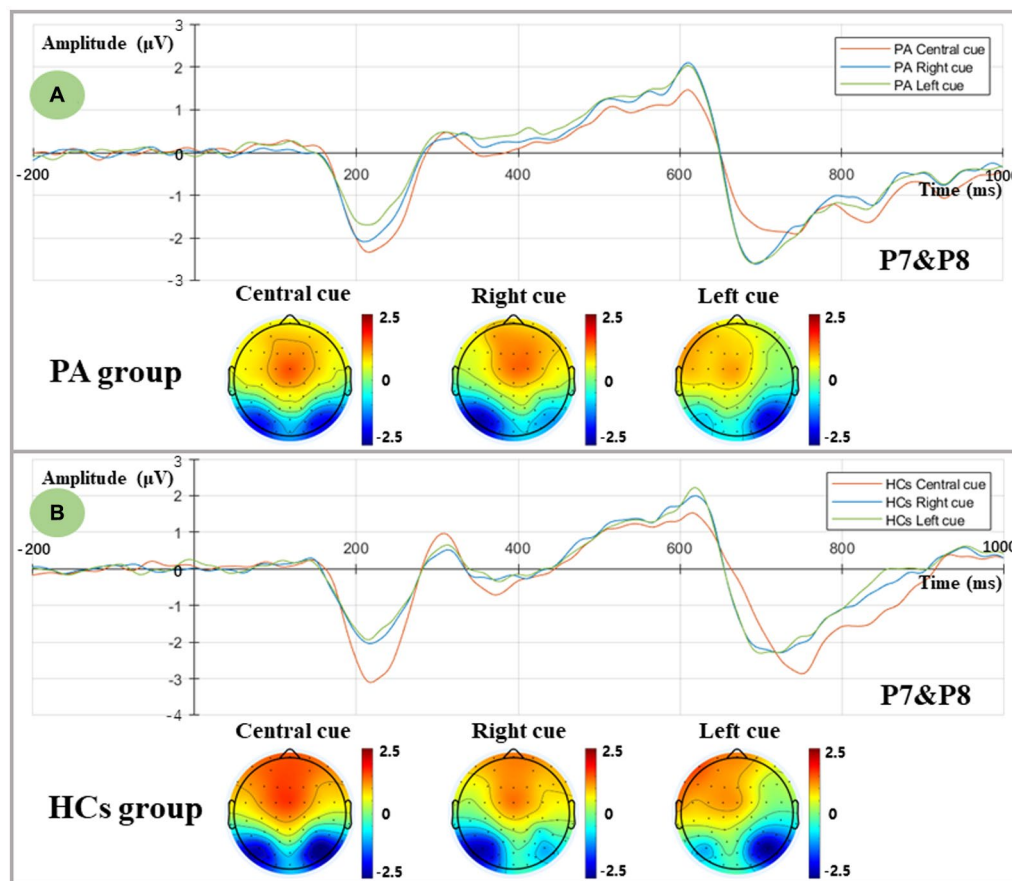 3
Amplitude (μV)
PA Central cue
PA Right cue
PA Left cue
A
2
1
0
-200
200
400
600
800
1000
Time (ms)
-1
-2
-3
P7&P8
Central cue
Right cue
Left cue
PA group
2.5
0
-2.5
2.5
0
-2.5
2.5
0
-2.5
3
Amplitude (μV)
HCs Central cue
HCs Right cue
HCs Left cue
B
2
1
-200
200
400
600
800
1000
0
Time (ms)
-1
-2
-3
-4
P7&P8
Central cue
Right cue
Left cue
HCs group
2.5
0
-2.5
2.5
0
-2.5
2.5
0
-2.5